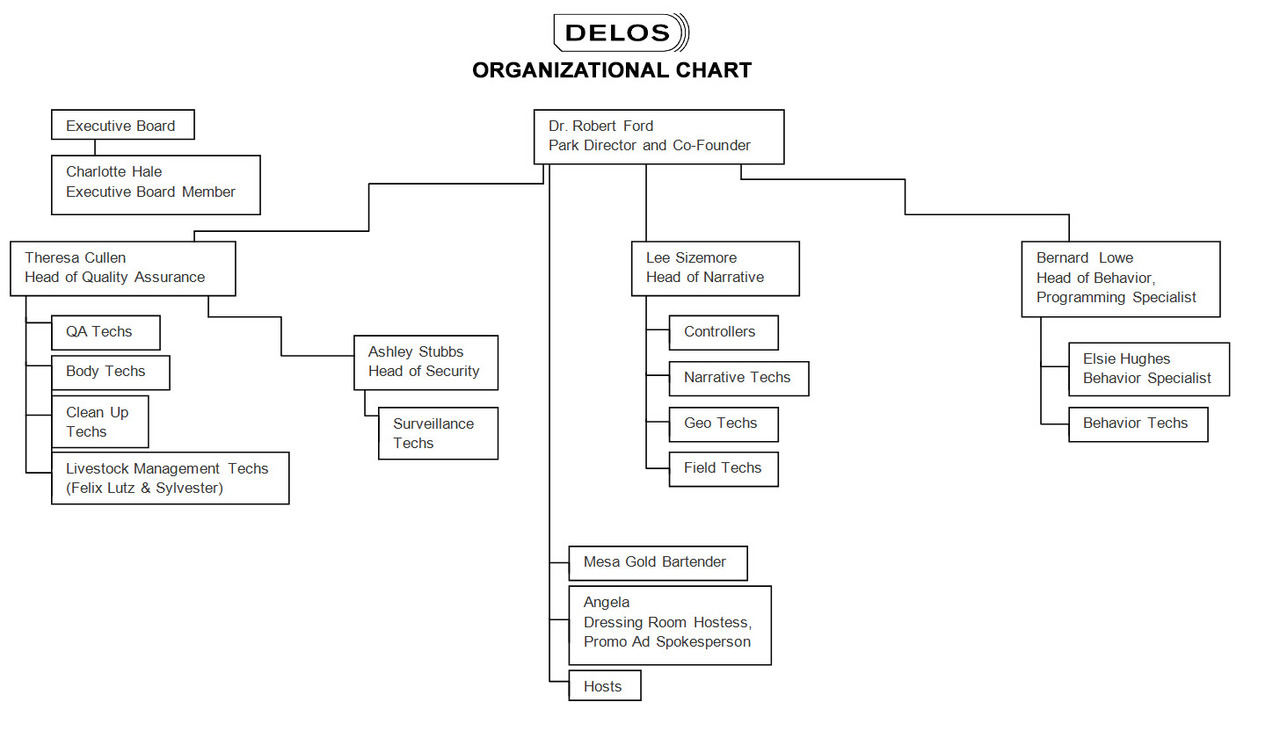 DELOS
ORGANIZATIONAL CHART
Executive Board
Charlotte Hale
Executive Board Member
Dr. Robert Ford
Park Director and Co-Founder
Theresa Cullen
Head of Quality Assurance
QA Techs
Body Techs
Clean Up
Techs
Livestock Management Techs
(Felix Lutz & Sylvester)
Ashley Stubbs
Head of Security
Surveillance
Techs
Lee Sizemore
Head of Narrative
Controllers
Narrative Techs
Geo Techs
Field Techs
Bernard Lowe
Head of Behavior,
Programming Specialist
Elsie Hughes
Behavior Specialist
Behavior Techs
Mesa Gold Bartender
Angela
Dressing Room Hostess,
Promo Ad Spokesperson
Hosts